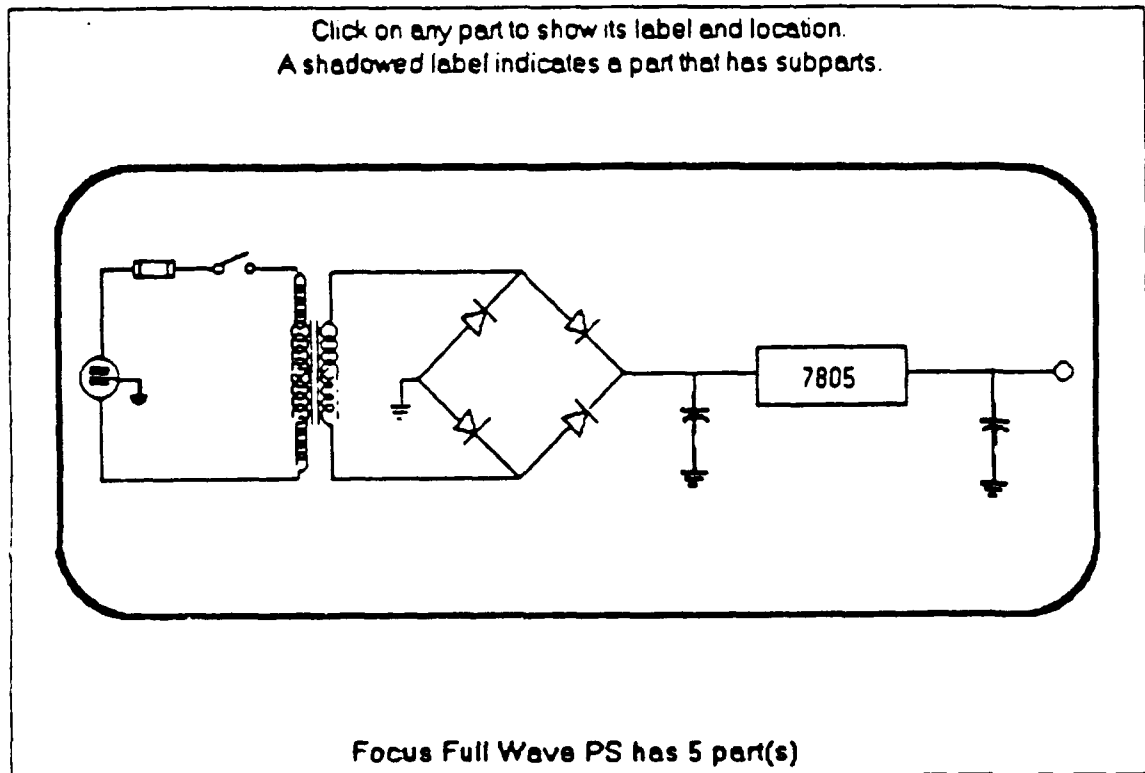 Click on any part to show its label and location.
A shadowed label indicates a part that has subparts.
7805
Focus Full Wave PS has 5 part(s)